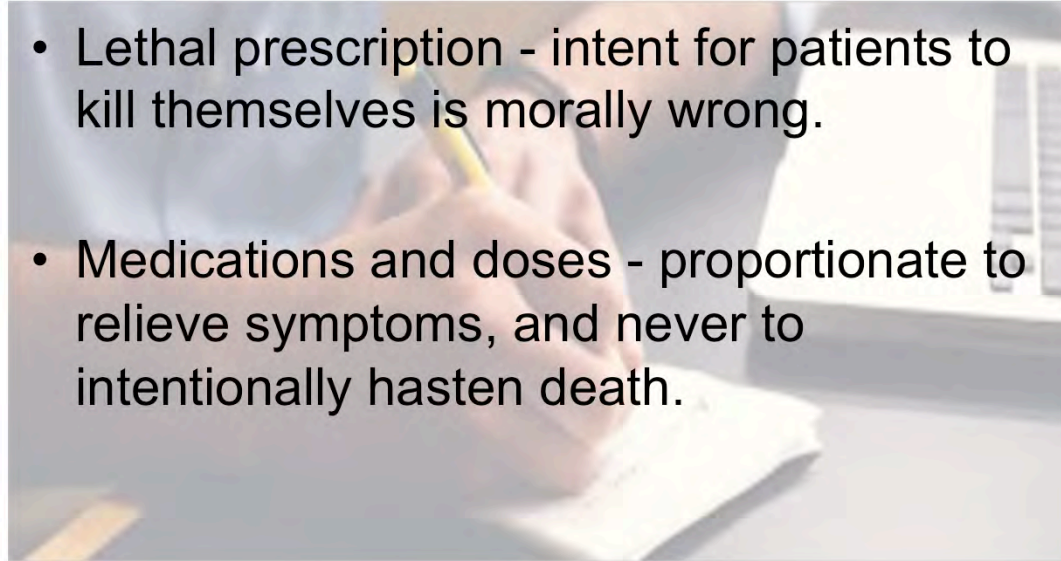 • Lethal prescription - intent for patients to
kill themselves is morally wrong.
• Medications and doses - proportionate to
relieve symptoms, and never to
intentionally hasten death.